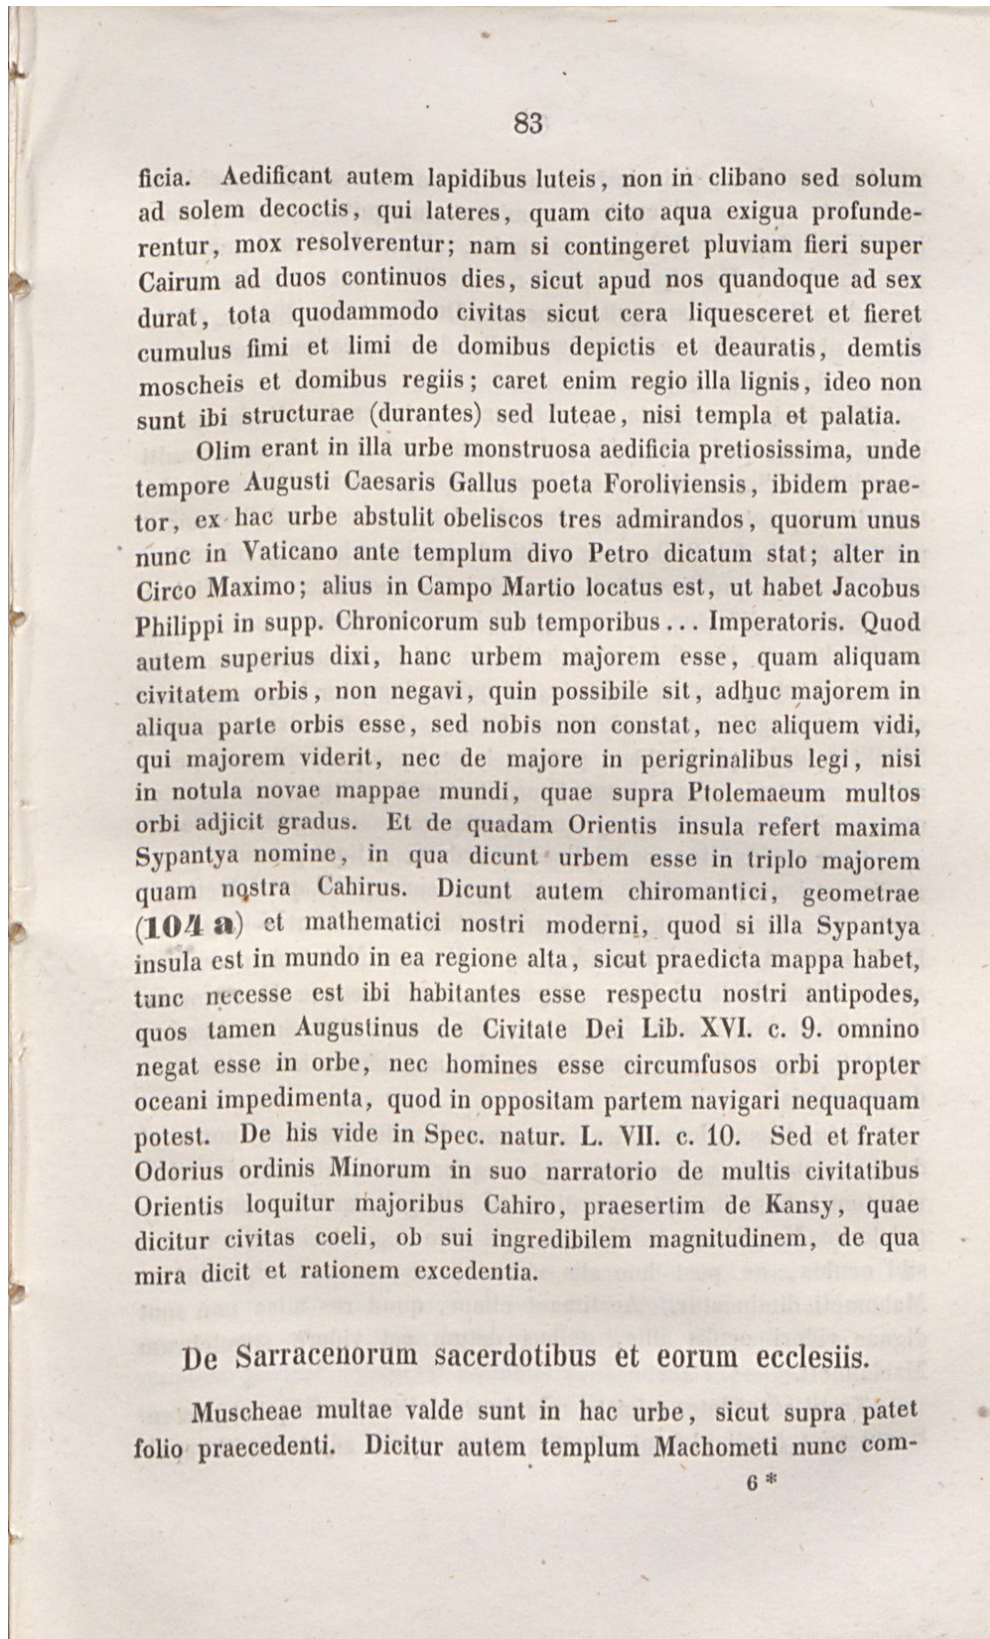 83
ficia. Aedificant autem lapidibus luteis, non in clibano sed solum
ad solem decoctis, qui lateres, quam cito aqua exigua profunde-
rentur, mox resolverentur; nam si contingeret pluviam fieri super
Cairum ad duos continuos dies, sicut apud nos quandoque ad sex
durat, tota quodammodo civitas sicut cera liquesceret et fieret
cumulus fimi et limi de domibus depictis et deauratis, demtis
moscheis et domibus regiis; caret enim regio illa lignis, ideo non
sunt ibi structurae (durantes) sed luteae, nisi templa et palatia.
Olim erant in illa urbe monstruosa aedificia pretiosissima, unde
tempore Augusti Caesaris Gallus poeta Foroliviensis, ibidem prae-
tor, ex hac urbe abstulit obeliscos tres admirandos, quorum unus
nunc in Vaticano ante templum divo Petro dicatum stat; alter in
Circo Maximo; alius in Campo Martio locatus est, ut habet Jacobus
Philippi in supp. Chronicorum sub temporibus ... Imperatoris. Quod
autem superius dixi, hanc urbem majorem esse, quam aliquam
civitatem orbis, non negavi, quin possibile sit, adhuc majorem in
aliqua parte orbis esse, sed nobis non constat, nec aliquem vidi,
qui majorem viderit, nec de majore in perigrinalibus legi, nisi
in notula novae mappae mundi, quae supra Ptolemaeum multos
orbi adjicit gradus. Et de quadam Orientis insula refert maxima
Sypantya nomine, in qua dicunt urbem esse in triplo majorem
quam nostra Cahirus. Dicunt autem chiromantici, geometrae
(104 a) et mathematici nostri moderni, quod si illa Sypantya
insula est in mundo in ea regione alta, sicut praedicta mappa habet,
tunc necesse est ibi habitantes esse respectu nostri antipodes,
quos tamen Augustinus de Civitate Dei Lib. XVI. c. 9. omnino
negat esse in orbe, nec homines esse circumfusos orbi propter
oceani impedimenta, quod in oppositam partem navigari nequaquam
potest. De his vide in Spec. natur. L. VII. c. 10. Sed et frater
Odorius ordinis Minorum in suo narratorio de multis civitatibus
Orientis loquitur majoribus Cahiro, praesertim de Kansy, quae
dicitur civitas coeli, ob sui ingredibilem magnitudinem, de qua
mira dicit et rationem excedentia.
De Sarracenorum sacerdotibus et eorum ecclesiis.
Muscheae multae valde sunt in hac urbe, sicut supra patet
folio praecedenti. Dicitur autem templum Machometi nunc com-
6 *